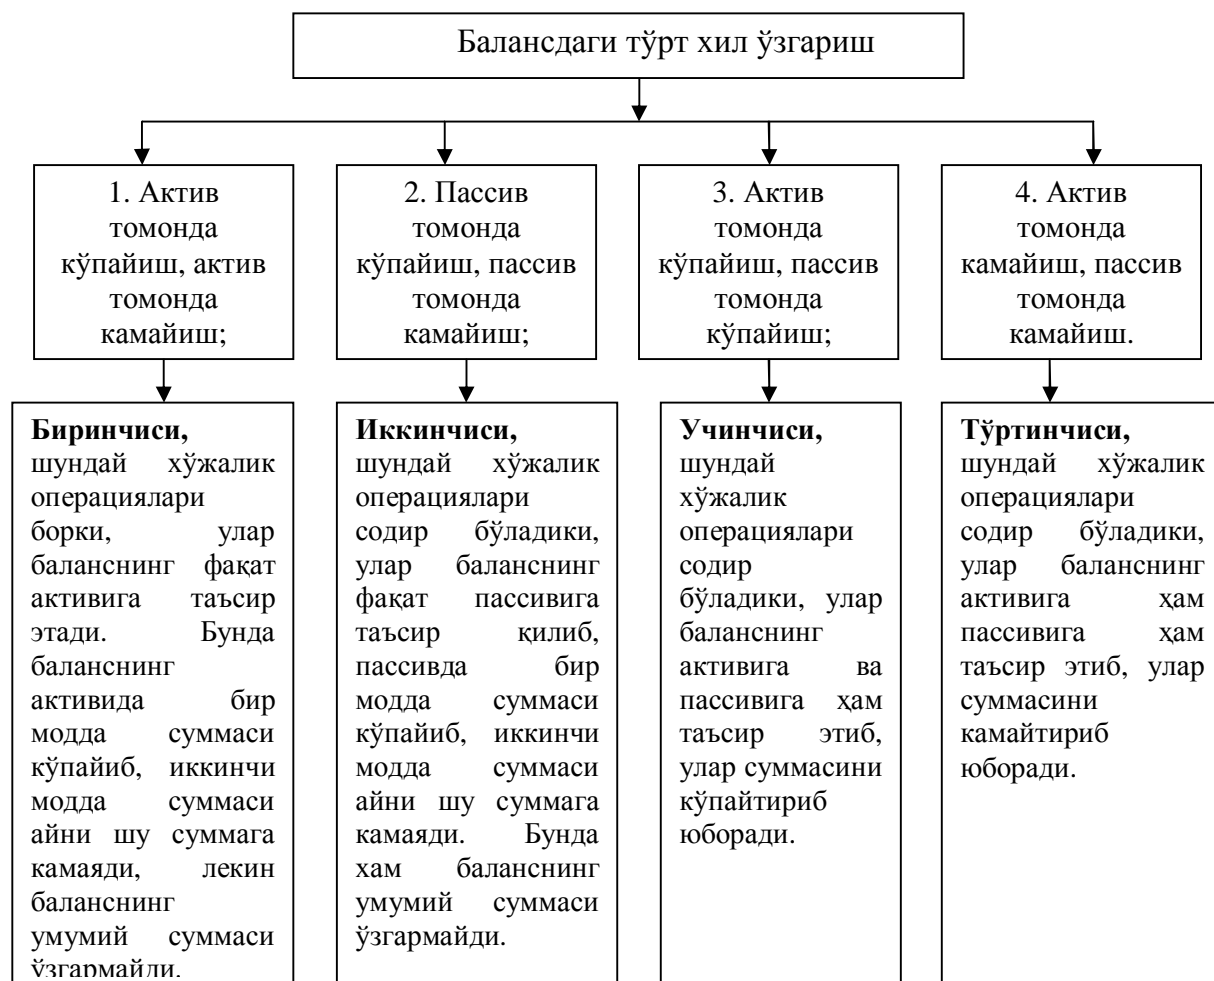 Балансдаги тўрт хил ўзгариш
1. Актив
томонда
кўпайиш, актив
томонда
камайиш;
2. Пассив
томонда
кўпайиш, пассив
томонда
камайиш;
3. Актив
томонда
кўпайиш, пассив
томонда
кўпайиш;
4. Актив
томонда
камайиш, пассив
томонда
камайиш.
Биринчиси,
шундай хўжалик
операциялари
борки, улар
баланснинг фақат
активига таъсир
этади. Бунда
баланснинг
активида бир
модда суммаси
кўпайиб, иккинчи
модда суммаси
айни шу суммага
камаяди, лекин
баланснинг
умумий суммаси
ўзгармайди.
Иккинчиси,
шундай хўжалик
операциялари
содир бўладики,
улар баланснинг
фақат пассивига
таъсир қилиб,
пассивда бир
модда суммаси
кўпайиб, иккинчи
модда суммаси
айни шу суммага
камаяди. Бунда
хам баланснинг
умумий суммаси
ўзгармайди.
Учинчиси,
шундай
хўжалик
операциялари
содир
бўладики, улар
баланснинг
активига ва
пассивига ҳам
таъсир этиб,
улар суммасини
кўпайтириб
юборади.
Тўртинчиси,
шундай хўжалик
операциялари
содир бўладики,
улар баланснинг
активига ҳам
пассивига ҳам
таъсир этиб, улар
суммасини
камайтириб
юборади.